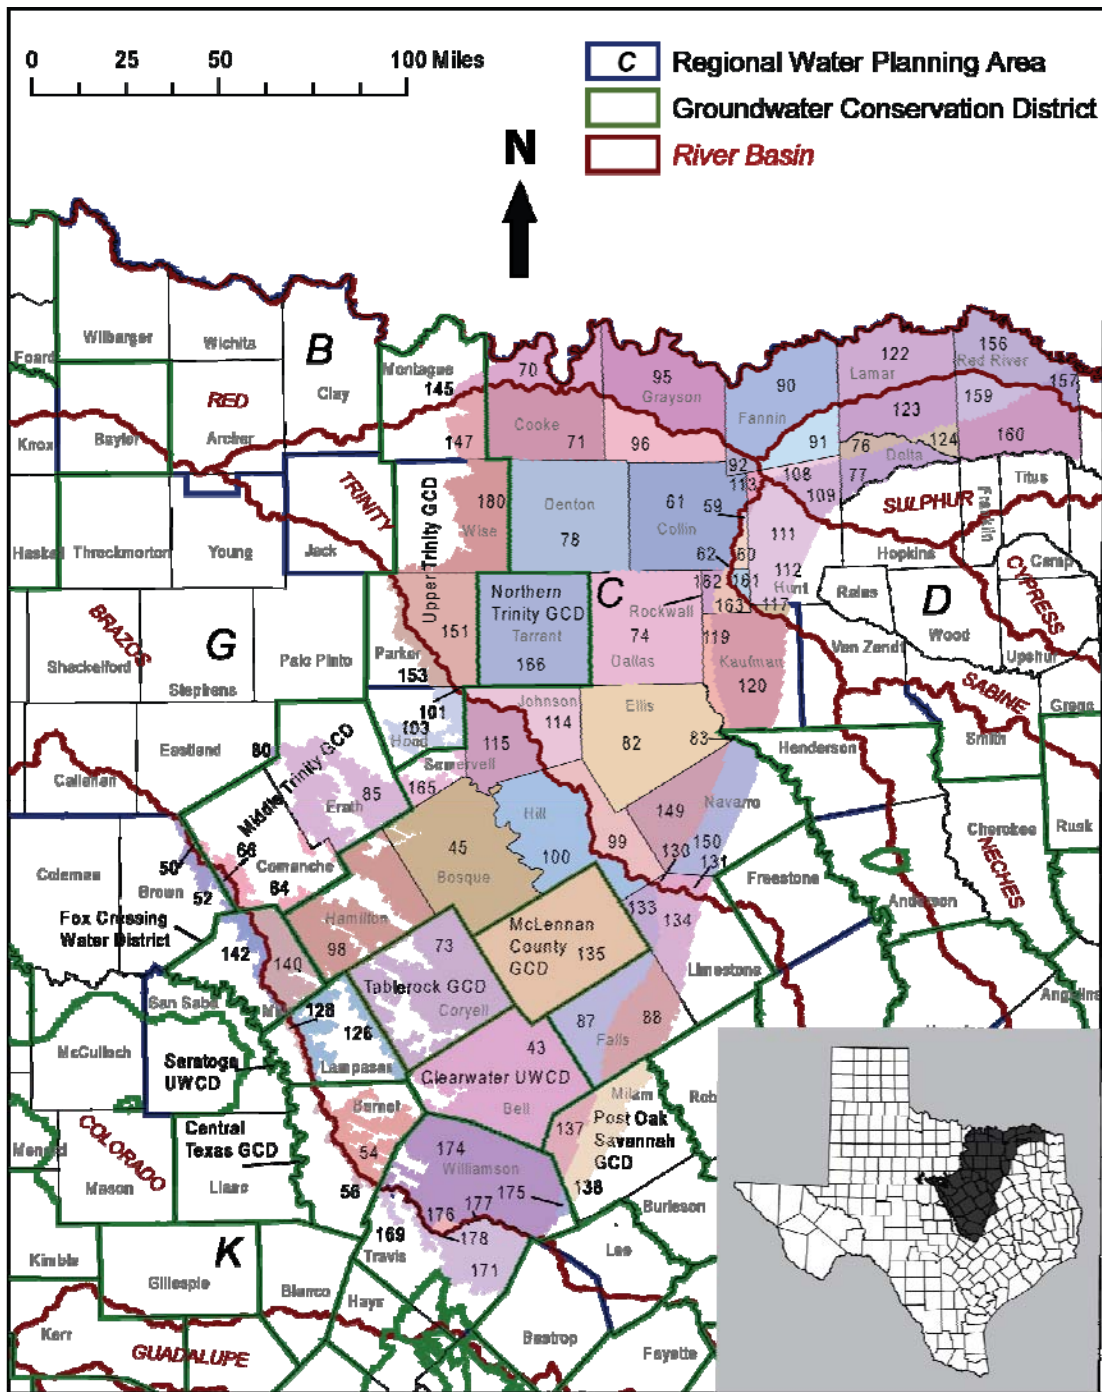 0 25 50 100 Miles
C Regional Water Planning Area
Groundwater Conservation District
River Basin
N
Foard
Wilbarger
Wichita
B
Clay
Montague
145
70
95
Grayson
90
Fannin
122
Lamar
156
Red River
157
159
Knox
Baylor
RED
Archer
147
Cooke
71
96
91
123
76
124
Delta
160
92
113
108
77
109
Haskel
Throckmorton
Young
Jack
TRINITY
Upper Trinity GCD
180
Wise
Denton
78
61
Collin
59
62
60
111
112
Hunt
SULPHUR
Franklin
Titus
Hopkins
Camp
CYPRESS
BRAZOS
G
Shackelford
Stephens
Palo Pinto
Parker
153
151
Northern
Trinity GCD
Tarrant
166
C
Rockwall
162
161
163
117
74
Dallas
119
Kaufman
120
Rains
D
Wood
Van Zandt
Upshur
SABINE
Gregg
Smith
Callahan
Eastland
80
101
103
Hood
Somervell
Johnson
114
115
Ellis
82
83
Henderson
Middle Trinity GCD
Erath
85
165
Hill
100
99
149
Navarro
150
130
131
Cherokee
Rusk
NECHES
Coleman
50
66
52
Brown
Comanche
84
45
Bosque
Freestone
Anderson
Fox Crossing
Water District
142
140
Hamilton
98
73
Tablerock GCD
Coryell
McLennan
County
GCD
135
133
134
Limestone
Angelina
San Saba
128
126
Lampasas
McCulloch
Saratoga
UWCD
87
88
Falls
43
Clearwater UWCD
Bell
Milam
Post Oak
Savannah
GCD
137
138
Burnet
54
56
Central
Texas GCD
Llano
Menard
COLORADO
Mason
174
Williamson
175
177
176
178
169
Travis
171
Burleson
Lee
Kimble
K
Gillespie
Blanco
Hays
Bastrop
Fayette
Kerr
GUADALUPE